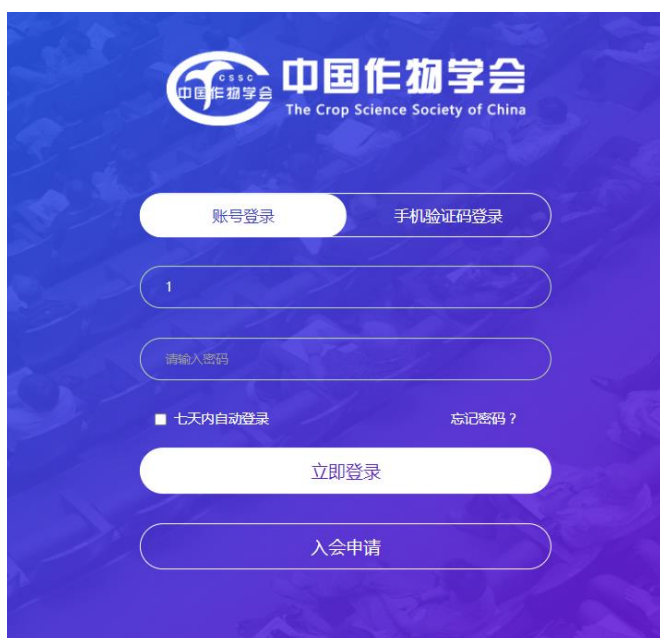 cssc
中国作物学会
中国作物学会
The Crop Science Society of China
账号登录
手机验证码登录
1
请输入密码
七天内自动登录
忘记密码？
立即登录
入会申请